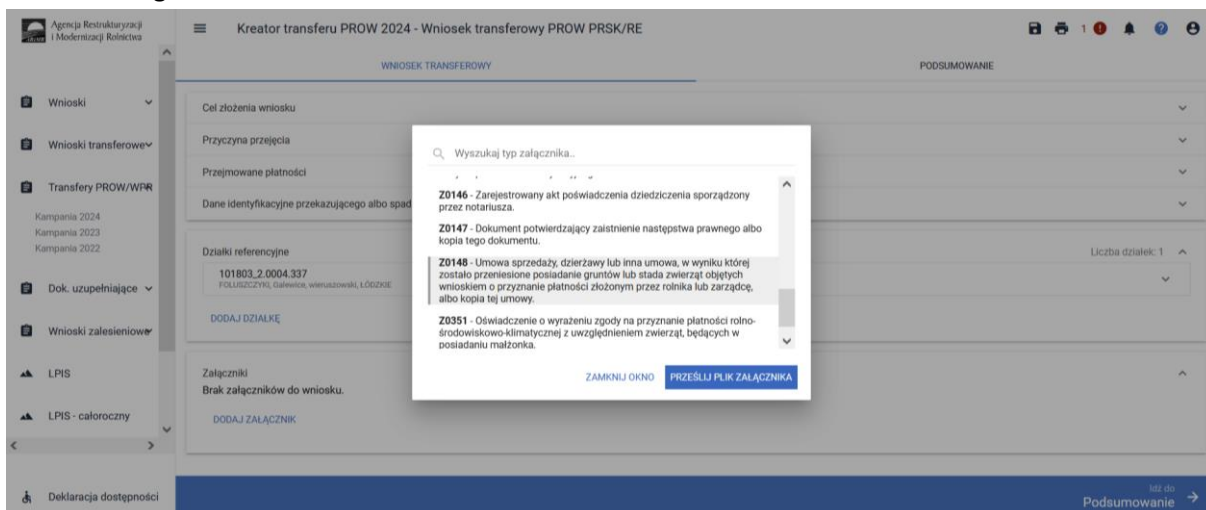 Agencja Restrukturyzacji
i Modernizacji Rolnictwa
Kreator transferu PROW 2024 - Wniosek transferowy PROW PRSK/RE
1
WNIOSEK TRANSFEROWY
PODSUMOWANIE
Wnioski
Wnioski transferowe
Transfery PROW/WPR
Kampania 2024
Kampania 2023
Kampania 2022
Dok. uzupełniające
Wnioski zalesieniowe
LPIS
LPIS - całoroczny
Deklaracja dostępności
Cel złożenia wniosku
Przyczyna przejęcia
Przejmowane płatności
Dane identyfikacyjne przekazującego albo spad
Działki referencyjne
Liczba działek: 1
101803_2.0004.337
FOLUSZCZYKI, Galewice, wieruszowski, ŁÓDZKIE
DODAJ DZIAŁKĘ
Załączniki
Brak załączników do wniosku.
DODAJ ZAŁĄCZNIK
Wyszukaj typ załącznika..
Z0146 - Zarejestrowany akt poświadczenia dziedziczenia sporządzony
przez notariusza.
Z0147 - Dokument potwierdzający zaistnienie następstwa prawnego albo
kopia tego dokumentu.
Z0148 - Umowa sprzedaży, dzierżawy lub inna umowa, w wyniku której
zostało przeniesione posiadanie gruntów lub stada zwierząt objętych
wnioskiem o przyznanie płatności złożonym przez rolnika lub zarządcę,
albo kopia tej umowy.
Z0351 - Oświadczenie o wyrażeniu zgody na przyznanie płatności rolno-
środowiskowo-klimatycznej z uwzględnieniem zwierząt, będących w
posiadaniu małżonka.
ZAMKNIJ OKNO
PRZEŚLIJ PLIK ZAŁĄCZNIKA
Idź do
Podsumowanie